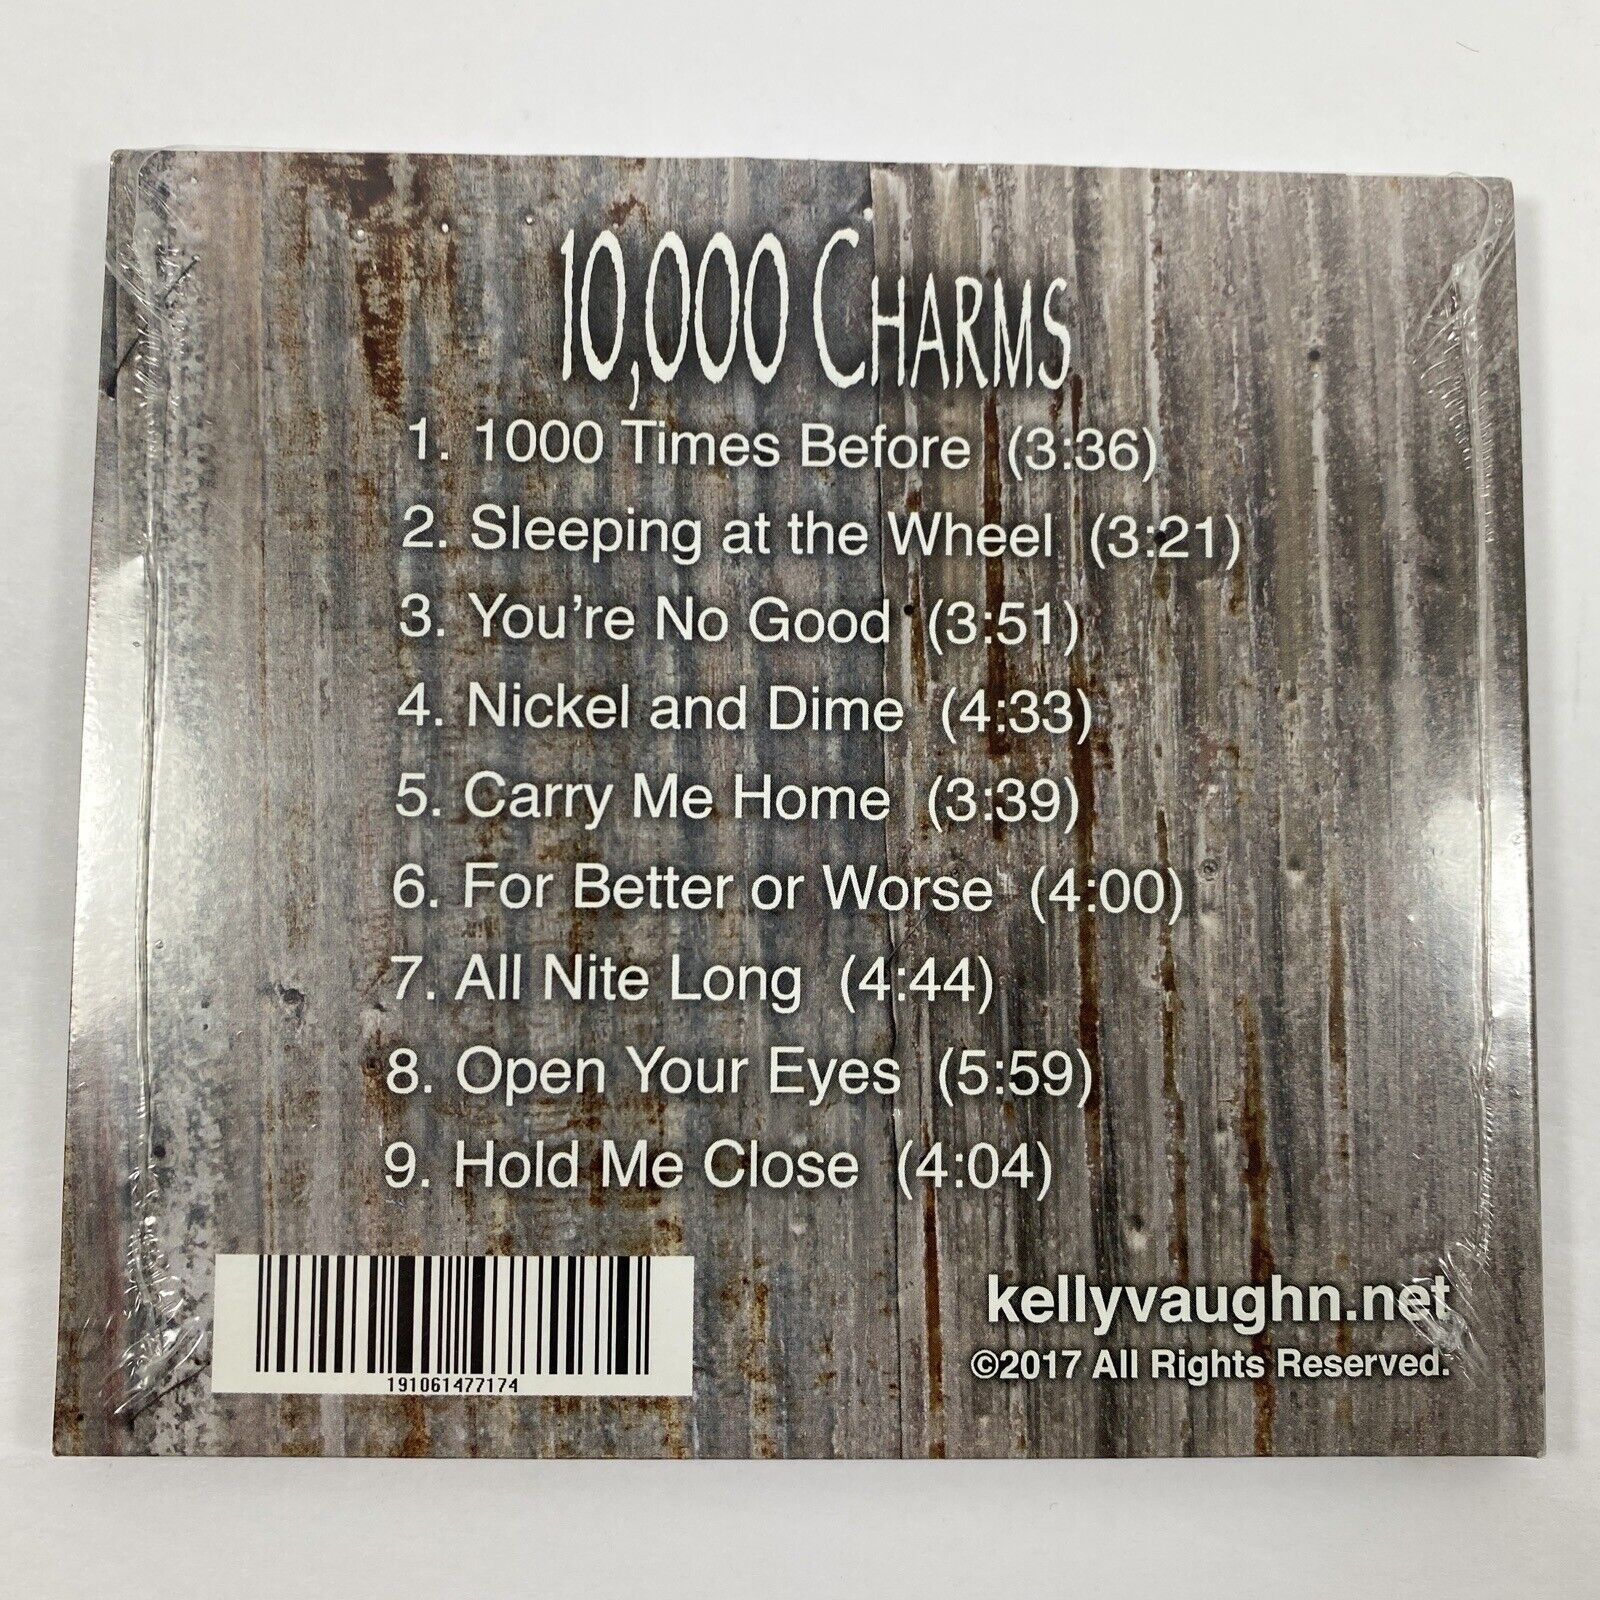 10,000 CHARMS
1. 1000 Times Before (3:36)
2. Sleeping at the Wheel (3:21)
3. You're No Good (3:51)
4. Nickel and Dime (4:33)
5. Carry Me Home (3:39)
6. For Better or Worse (4:00)
7. All Nite Long (4:44)
8. Open Your Eyes (5:59)
9. Hold Me Close (4:04)
191061477174
kellyvaughn.net
©2017 All Rights Reserved.